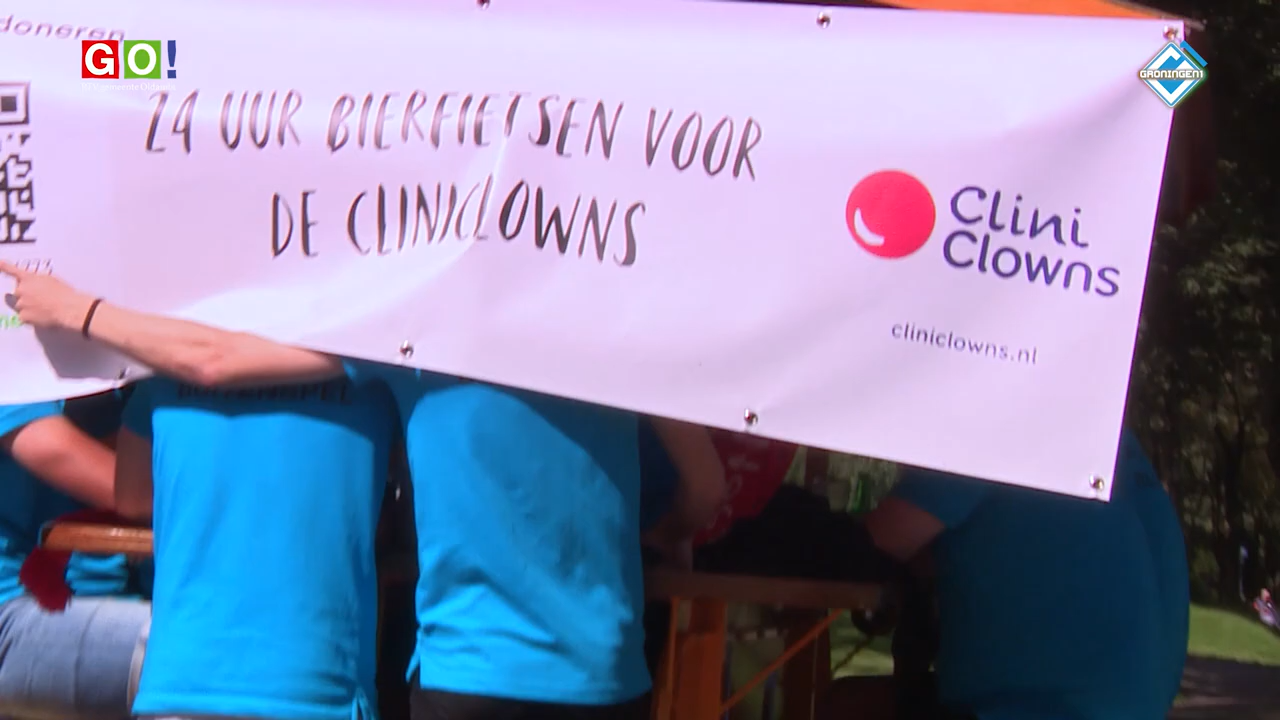 doneren
GO!
GRONINGEN1
24 UUR BIERFIETSEN VOOR
DE CLINICLOWNS
Clini
Clowns
cliniclowns.nl